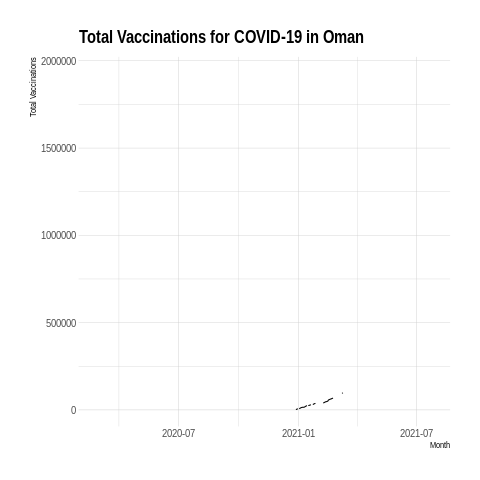 Total Vaccinations for COVID-19 in Oman
Total Vaccinations
2000000
1500000
1000000
500000
0
2020-07
2021-01
2021-07
Month